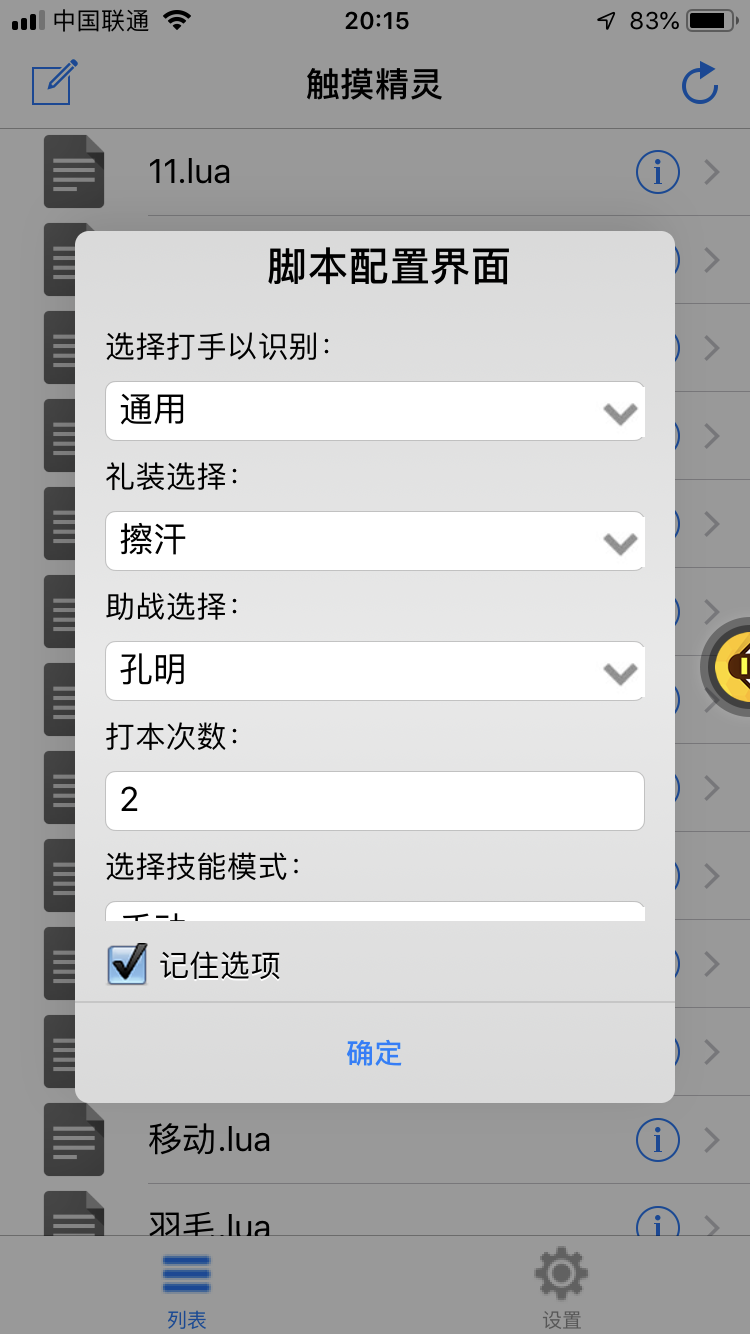 中国联通
20:15
83%
触摸精灵
11.lua
脚本配置界面
选择打手以识别：
通用
礼装选择：
擦汗
助战选择：
孔明
打本次数：
2
选择技能模式：
手动
记住选项
确定
移动.lua
羽毛.lua
列表
设置